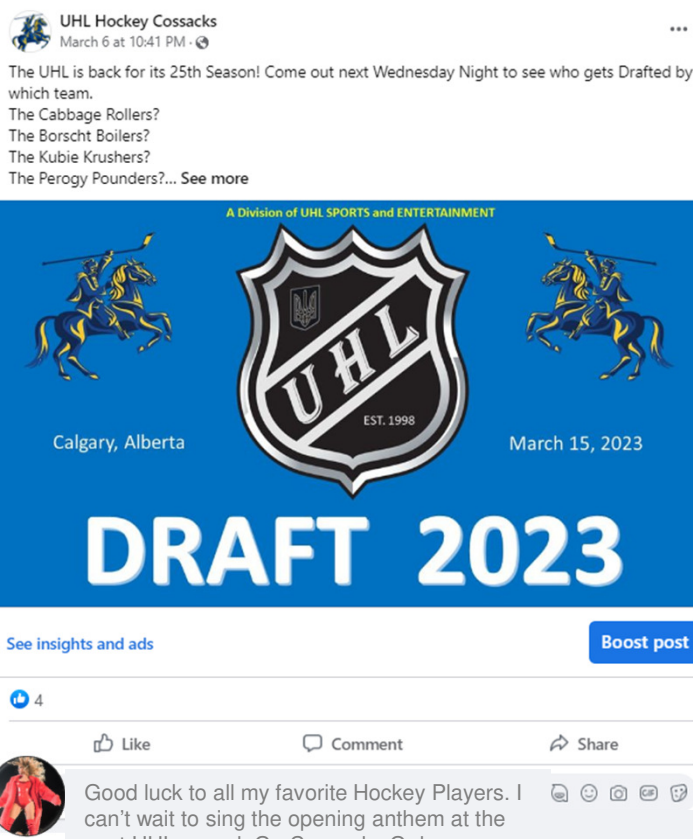 UHL Hockey Cossacks
March 6 at 10:41 PM ·
The UHL is back for its 25th Season! Come out next Wednesday Night to see who gets Drafted by
which team.
The Cabbage Rollers?
The Borscht Boilers?
The Kubie Krushers?
The Perogy Pounders?... See more
A Division of UHL SPORTS and ENTERTAINMENT
UHL
EST. 1998
Calgary, Alberta
March 15, 2023
DRAFT 2023
See insights and ads
Boost post
4
Like
Comment
Share
Good luck to all my favorite Hockey Players. I
can't wait to sing the opening anthem at the
GIF